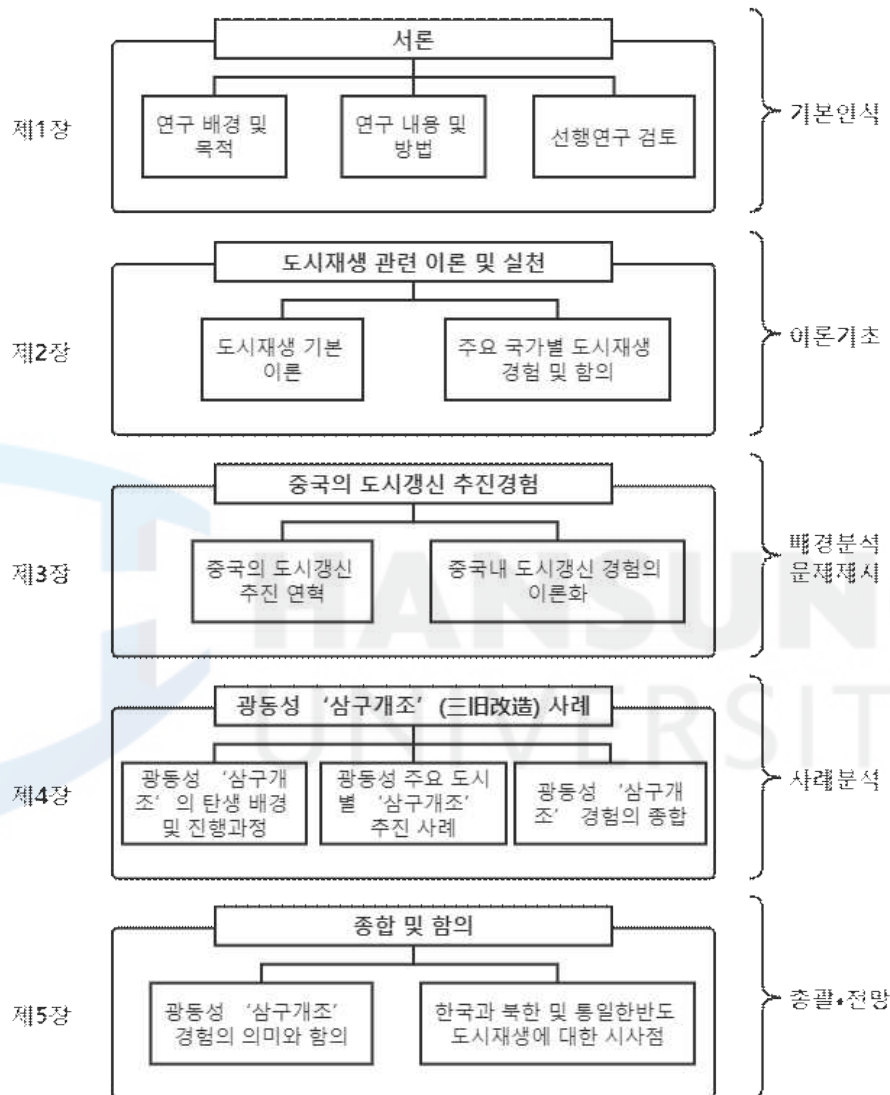 서론
제1장
연구 배경 및
목적
연구 내용 및
방법
선행연구 검토
기본인식
도시재생 관련 이론 및 실천
제2장
도시재생 기본
이론
주요 국가별 도시재생
경험 및 함의
이론기초
중국의 도시갱신 추진경험
제3장
중국의 도시갱신
추진 연혁
중국내 도시갱신 경험의
이론화
배경분석
문제제시
광동성 ‘삼구개조’ (三旧改造) 사례
제4장
광동성 ‘삼구개
조’ 의 탄생 배경
및 진행과정
광동성 주요 도시
별 ‘삼구개조’
추진 사례
광동성 ‘삼구개
조’ 경험의 종합
사례분석
종합 및 함의
제5장
광동성 ‘삼구개조’
경험의 의미와 함의
한국과 북한 및 통일한반도
도시재생에 대한 시사점
총괄•전망
HANSUN
UNIVERSIT